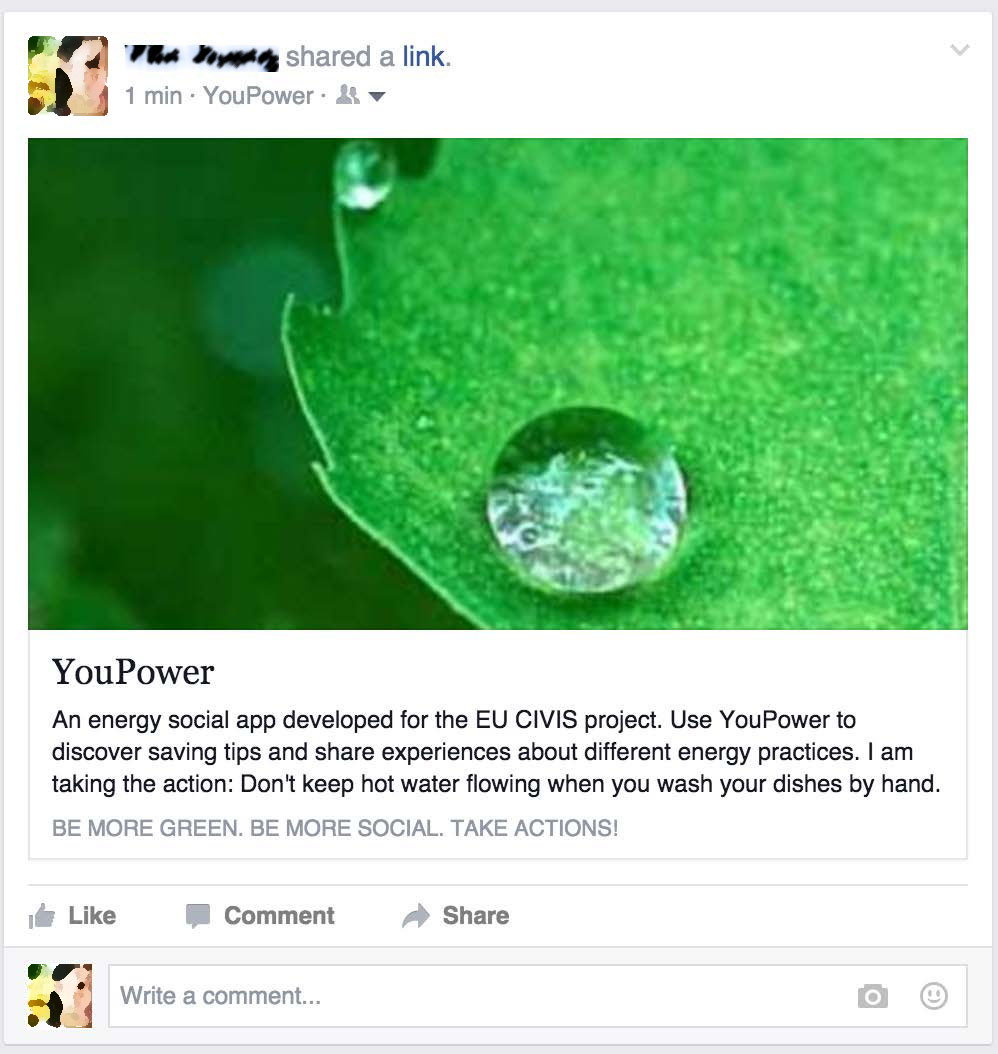 shared a link.
1 min · YouPower ·
YouPower
An energy social app developed for the EU CIVIS project. Use YouPower to
discover saving tips and share experiences about different energy practices. I am
taking the action: Don't keep hot water flowing when you wash your dishes by hand.
BE MORE GREEN. BE MORE SOCIAL. TAKE ACTIONS!
Like Comment Share
Write a comment...